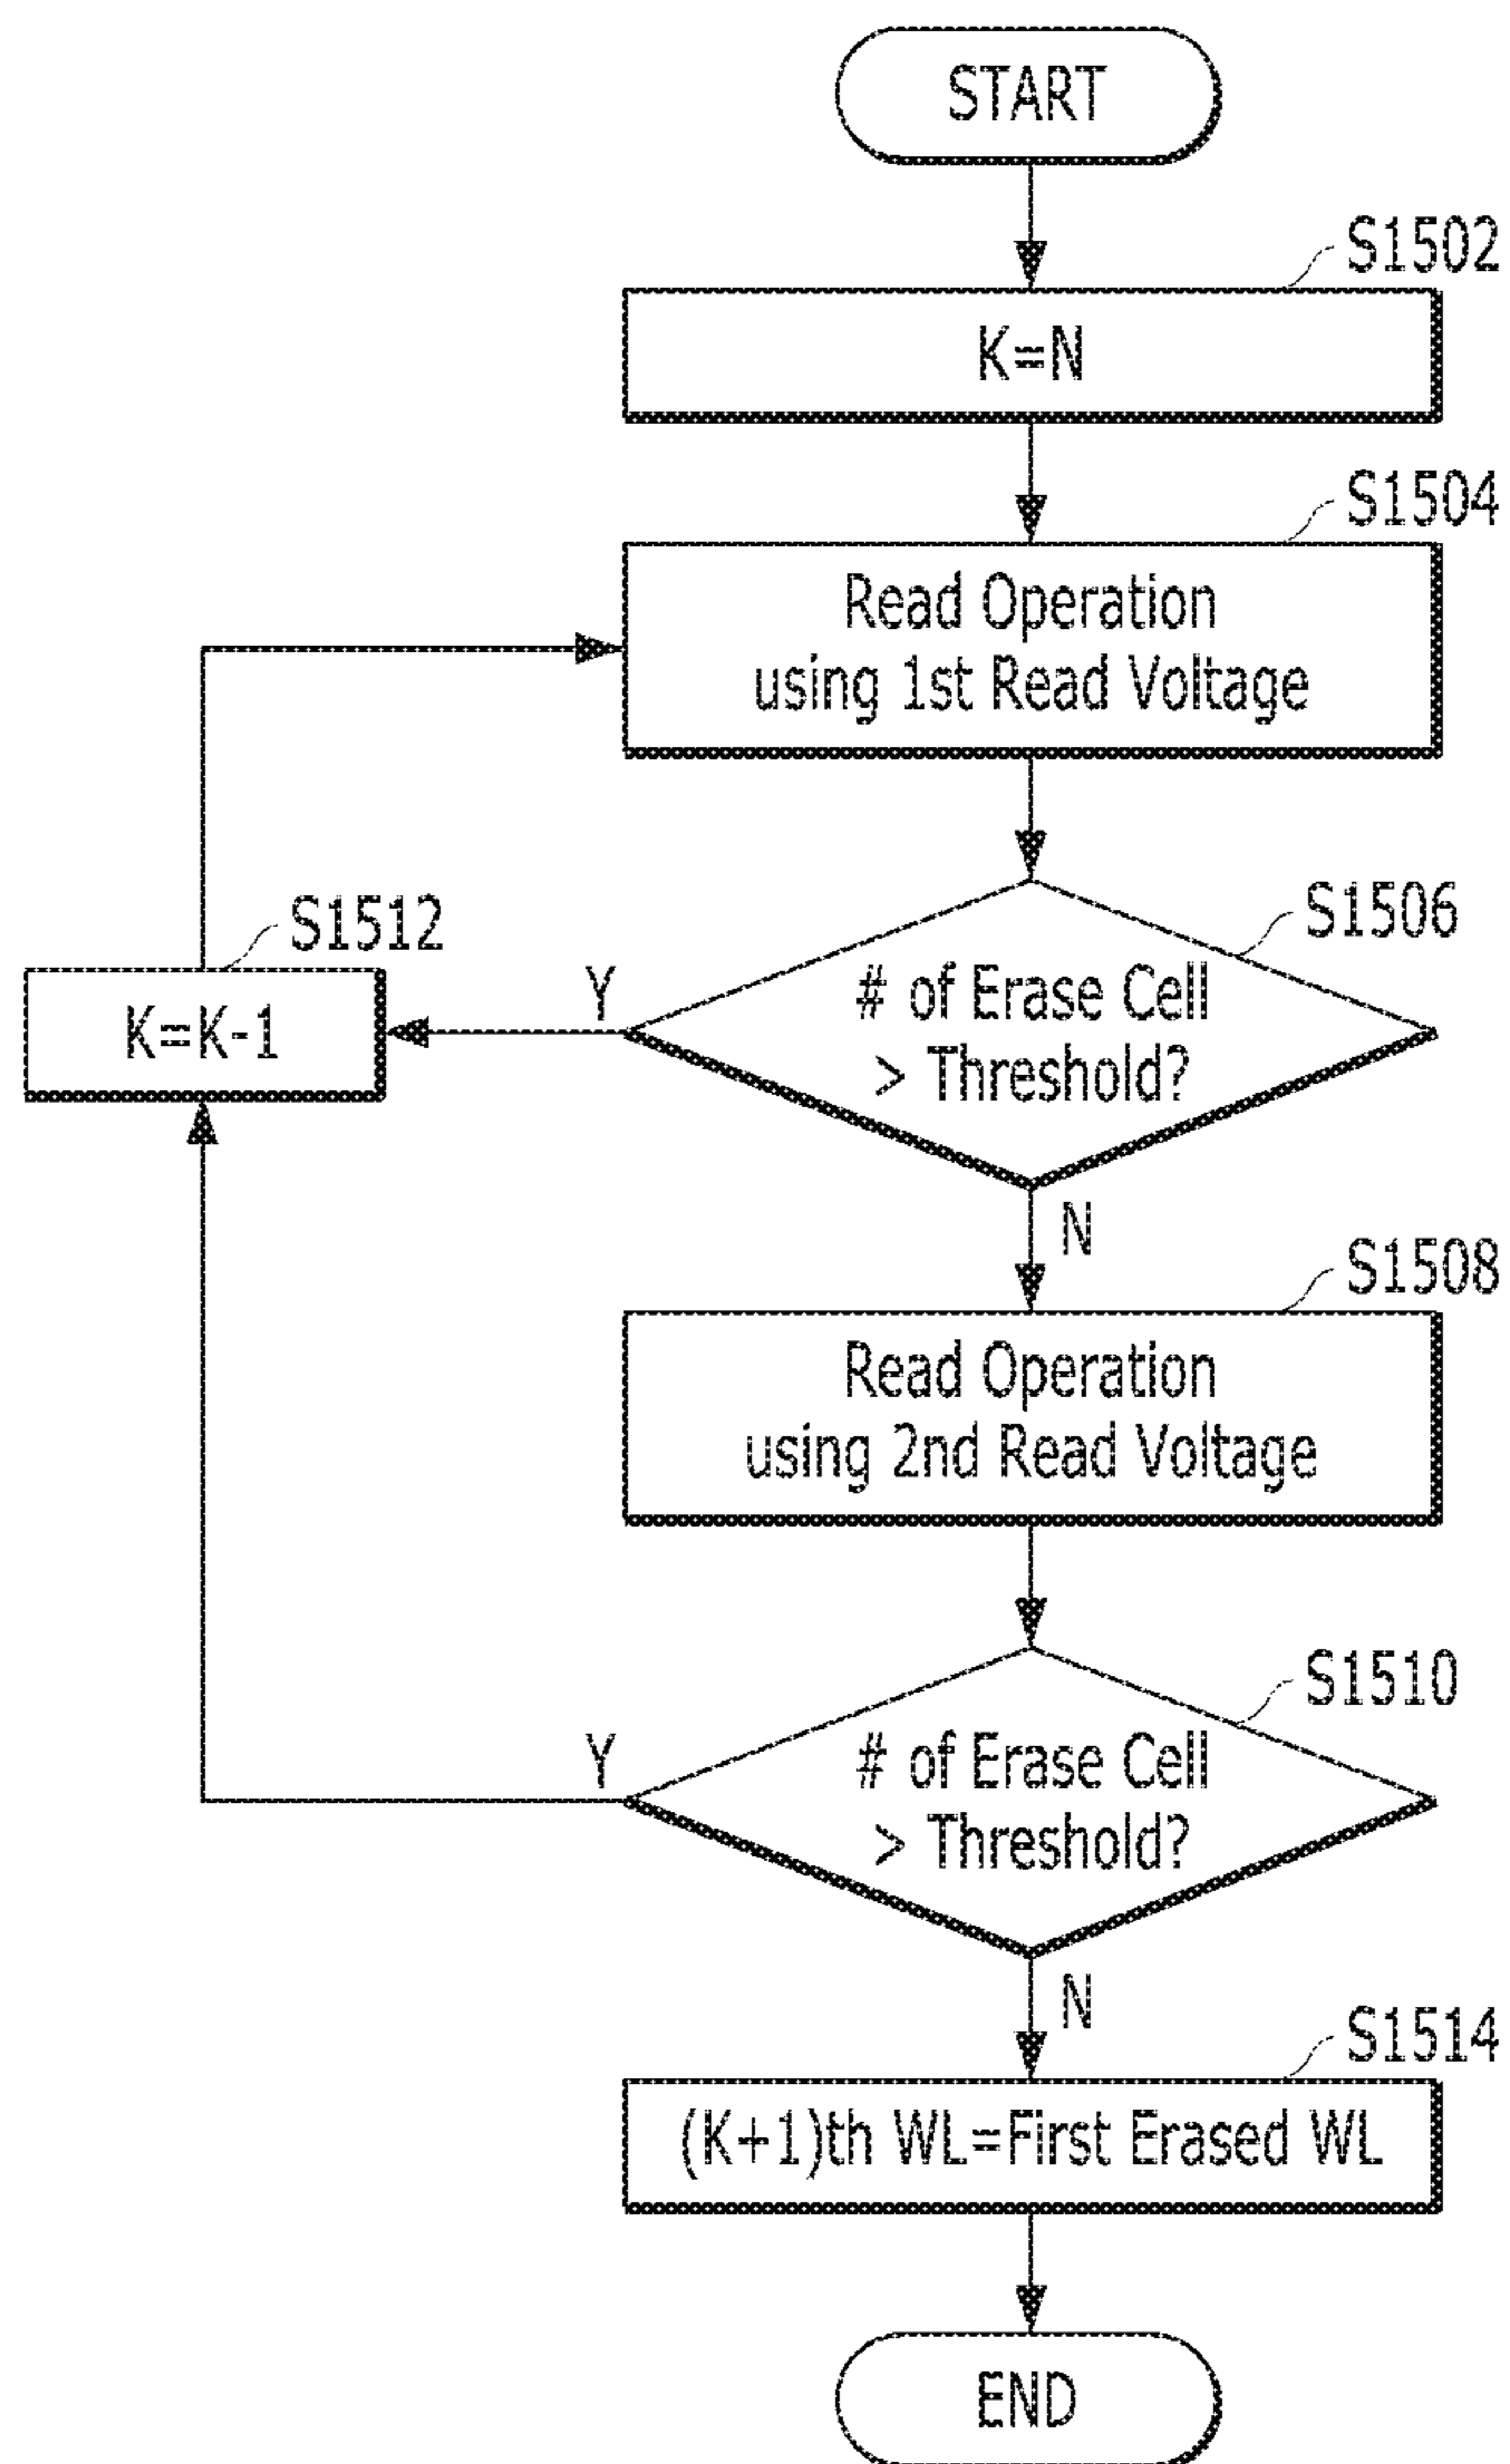 START
S1502
K=N
S1504
Read Operation
using 1st Read Voltage
S1506
# of Erase Cell
> Threshold?
Y
S1512
K=K-1
N
S1508
Read Operation
using 2nd Read Voltage
S1510
# of Erase Cell
> Threshold?
Y
N
S1514
(K+1)th WL=First Erased WL
END